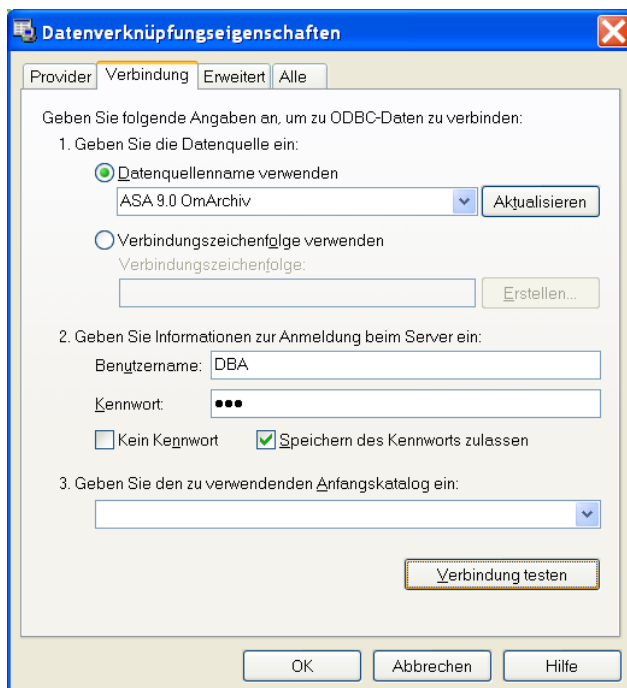 Datenverknüpfungseigenschaften
Provider Verbindung Erweitert Alle
Geben Sie folgende Angaben an, um zu ODBC-Daten zu verbinden:
1. Geben Sie die Datenquelle ein:
Datenquellenname verwenden
ASA 9.0 OmArchiv Aktualisieren
Verbindungszeichenfolge verwenden
Verbindungszeichenfolge:
Erstellen...
2. Geben Sie Informationen zur Anmeldung beim Server ein:
Benutzername: DBA
Kennwort: •••
Kein Kennwort Speichern des Kennworts zulassen
3. Geben Sie den zu verwendenden Anfangskatalog ein:
Verbindung testen
OK Abbrechen Hilfe